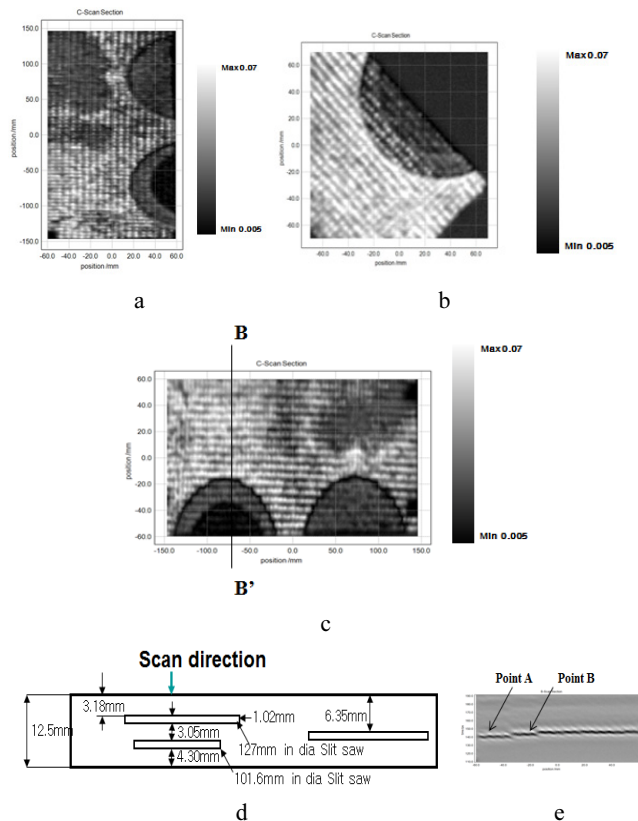 C-Scan Section
150.0
100.0
50.0
0.0
-50.0
-100.0
-150.0
position /mm
-60.0 -40.0 -20.0 0.0 20.0 40.0 60.0
position /mm
Max 0.07
Min 0.005
a
C-Scan Section
60.0
40.0
20.0
0.0
-20.0
-40.0
-60.0
position /mm
-60.0 -40.0 -20.0 0.0 20.0 40.0 60.0
position /mm
Max 0.07
Min 0.005
b
B
C-Scan Section
60.0
40.0
20.0
0.0
-20.0
-40.0
-60.0
position /mm
-150.0 -100.0 -50.0 0.0 50.0 100.0 150.0
position /mm
Max 0.07
Min 0.005
B'
c
Scan direction
3.18mm
12.5mm
1.02mm
6.35mm
3.05mm
127mm in dia Slit saw
4.30mm
101.6mm in dia Slit saw
d
Point A
Point B
e